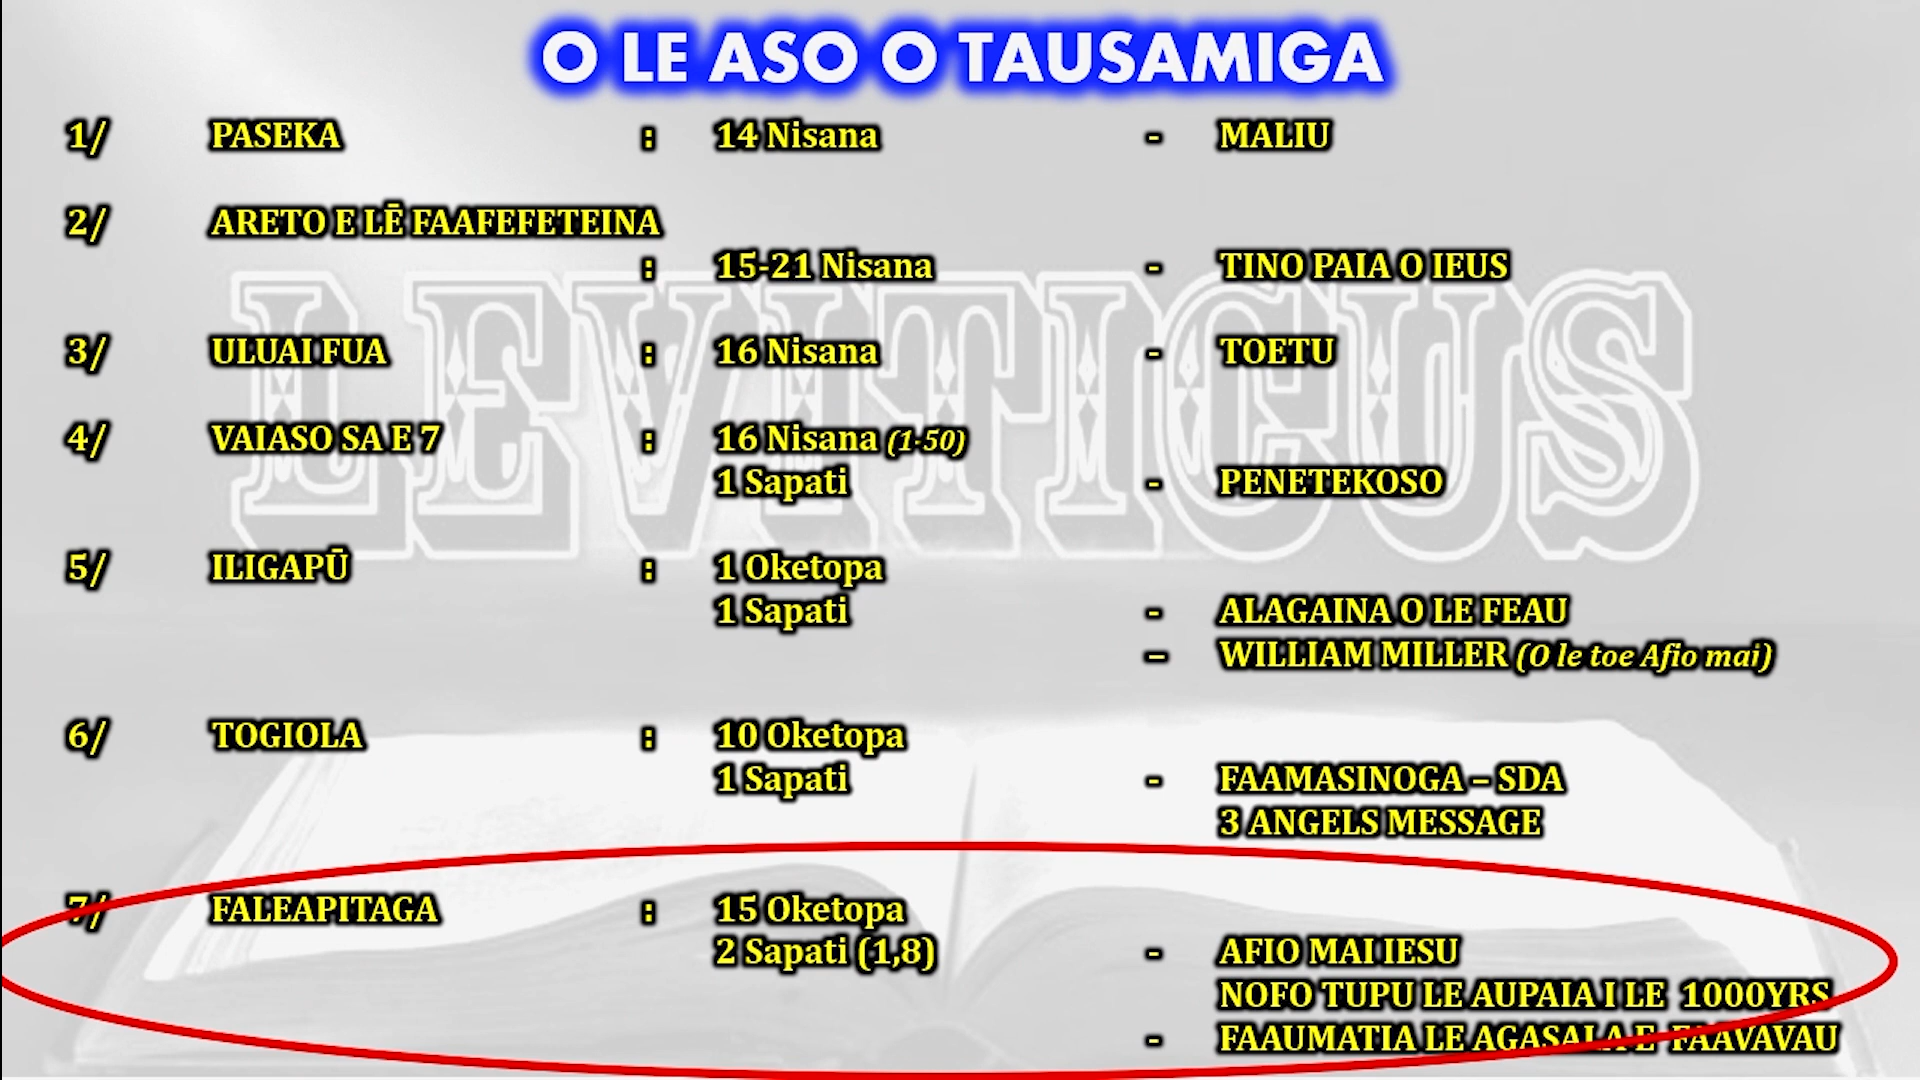 O LE ASO O TAUSAMIGA
1/ PASEKA : 14 Nisana - MALIU
2/ ARETO E LĒ FAAFEFETEINA
: 15-21 Nisana - TINO PAIA O IEUS
LEVITICUS
3/ ULUAI FUA : 16 Nisana - TOETU
4/ VAIASO SA E 7 : 16 Nisana (1-50)
1 Sapati - PENETEKOSO
5/ ILIGAPŪ : 1 Oketopa
1 Sapati - ALAGAINA O LE FEAU
– WILLIAM MILLER (O le toe Afio mai)
6/ TOGIOLA : 10 Oketopa
1 Sapati - FAAMASINOGA – SDA
3 ANGELS MESSAGE
7/ FALEAPITAGA : 15 Oketopa
2 Sapati (1,8) - AFIO MAI IESU
NOFO TUPU LE AUPAIA I LE 1000YRS
- FAAUMATIA LE AGASALA E FAAVAVAU